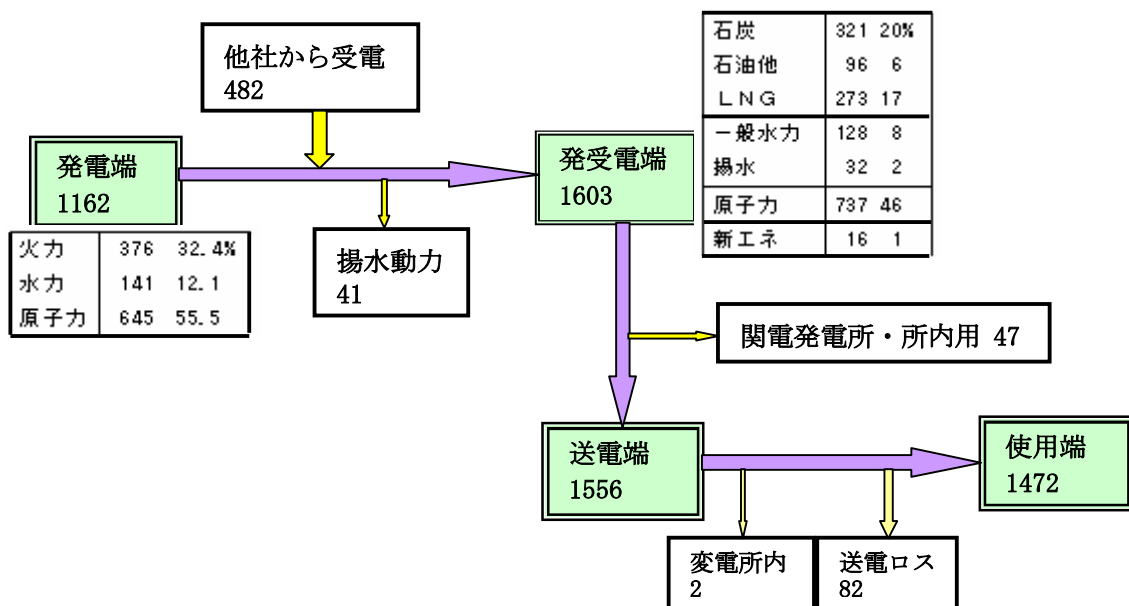 他社から受電
482
石炭 321 20%
石油他 96 6
ＬＮＧ 273 17
一般水力 128 8
揚水 32 2
原子力 737 46
新エネ 16 1
発電端
1162
発受電端
1603
火力 376 32.4%
水力 141 12.1
原子力 645 55.5
揚水動力
41
関電発電所・所内用 47
送電端
1556
使用端
1472
変電所内
2
送電ロス
82